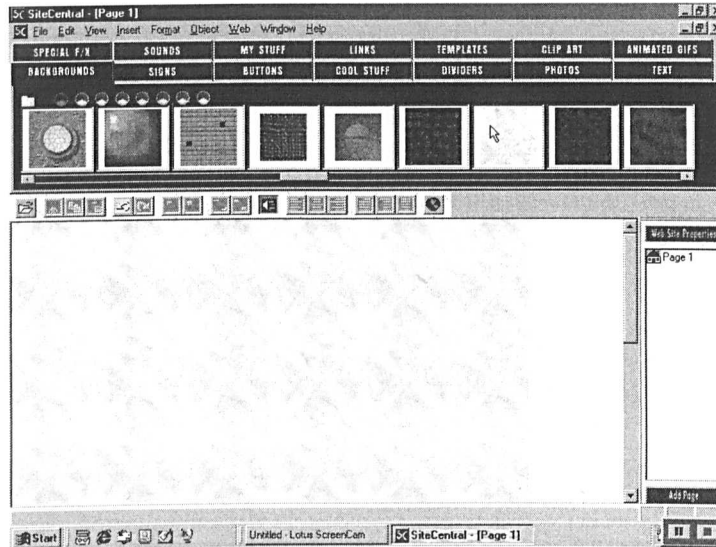 SC SiteCentral - [Page 1]
SC File Edit View Insert Format Object Web Window Help
SPECIAL F/X SOUNDS MY STUFF LINKS TEMPLATES CLIP ART ANIMATED GIFS
BACKGROUNDS SIGNS BUTTONS COOL STUFF DIVIDERS PHOTOS TEXT
Web Site Properties
Page 1
Add Page
Start Untitled - Lotus ScreenCam SC SiteCentral - [Page 1]